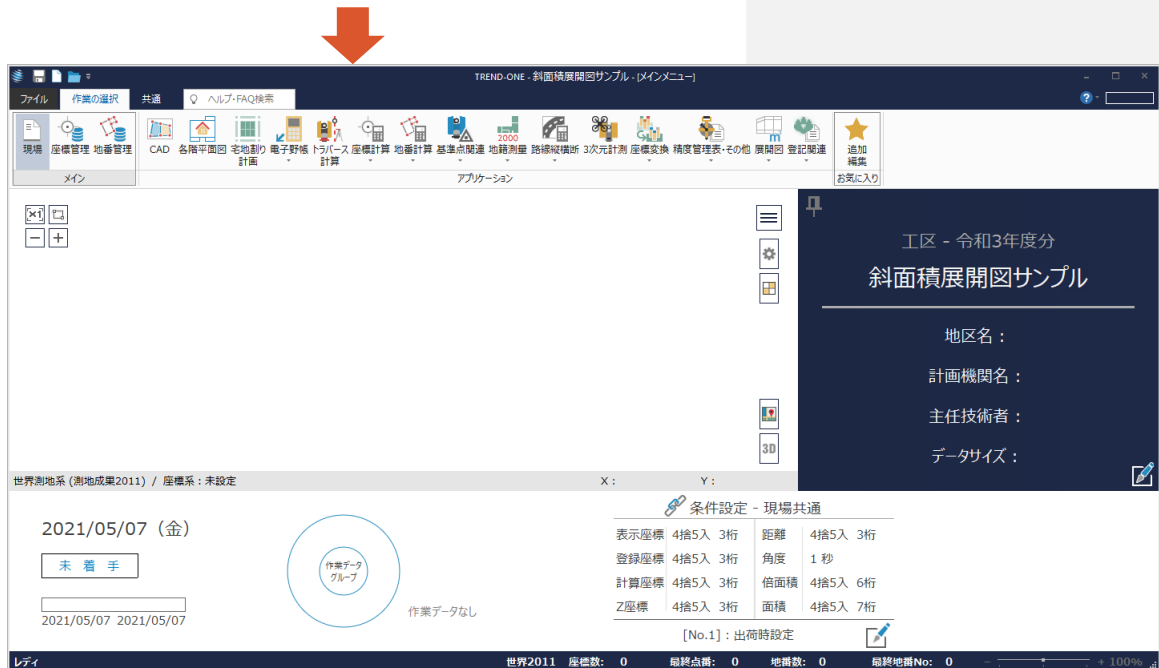 TREND-ONE - 斜面積展開図サンプル - [メインメニュー]
ファイル 作業の選択 共通 ヘルプ・FAQ検索
現場 座標管理 地番管理 CAD 各階平面図 宅地割り計画 電子野帳 トラバース計算 座標計算 地番計算 基準点関連 2000 地籍測量 路線縦横断 3次元計測 座標変換 精度管理表・その他 m 展開図 登記関連 追加編集
メイン アプリケーション お気に入り
×1
工区 - 令和3年度分
斜面積展開図サンプル
地区名：
計画機関名：
主任技術者：
データサイズ：
3D
世界測地系 (測地成果2011) / 座標系：未設定 X： Y：
2021/05/07（金）
未 着 手
2021/05/07 2021/05/07
作業データ
グループ
作業データなし
条件設定 - 現場共通
表示座標 4捨5入 3桁 距離 4捨5入 3桁
登録座標 4捨5入 3桁 角度 1 秒
計算座標 4捨5入 3桁 倍面積 4捨5入 6桁
Z座標 4捨5入 3桁 面積 4捨5入 7桁
[No.1]：出荷時設定
レディ 世界2011 座標数: 0 最終点番: 0 地番数: 0 最終地番No: 0 - + 100%